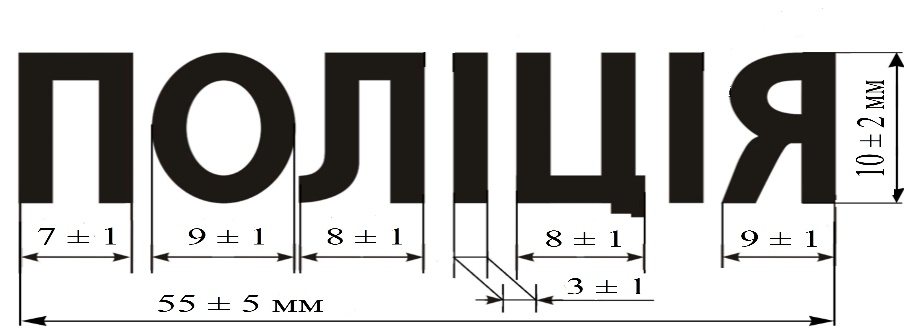 ПОЛІЦІЯ
10 ± 2 мм
7 ± 1 9 ± 1 8 ± 1 8 ± 1 9 ± 1
3 ± 1
55 ± 5 мм